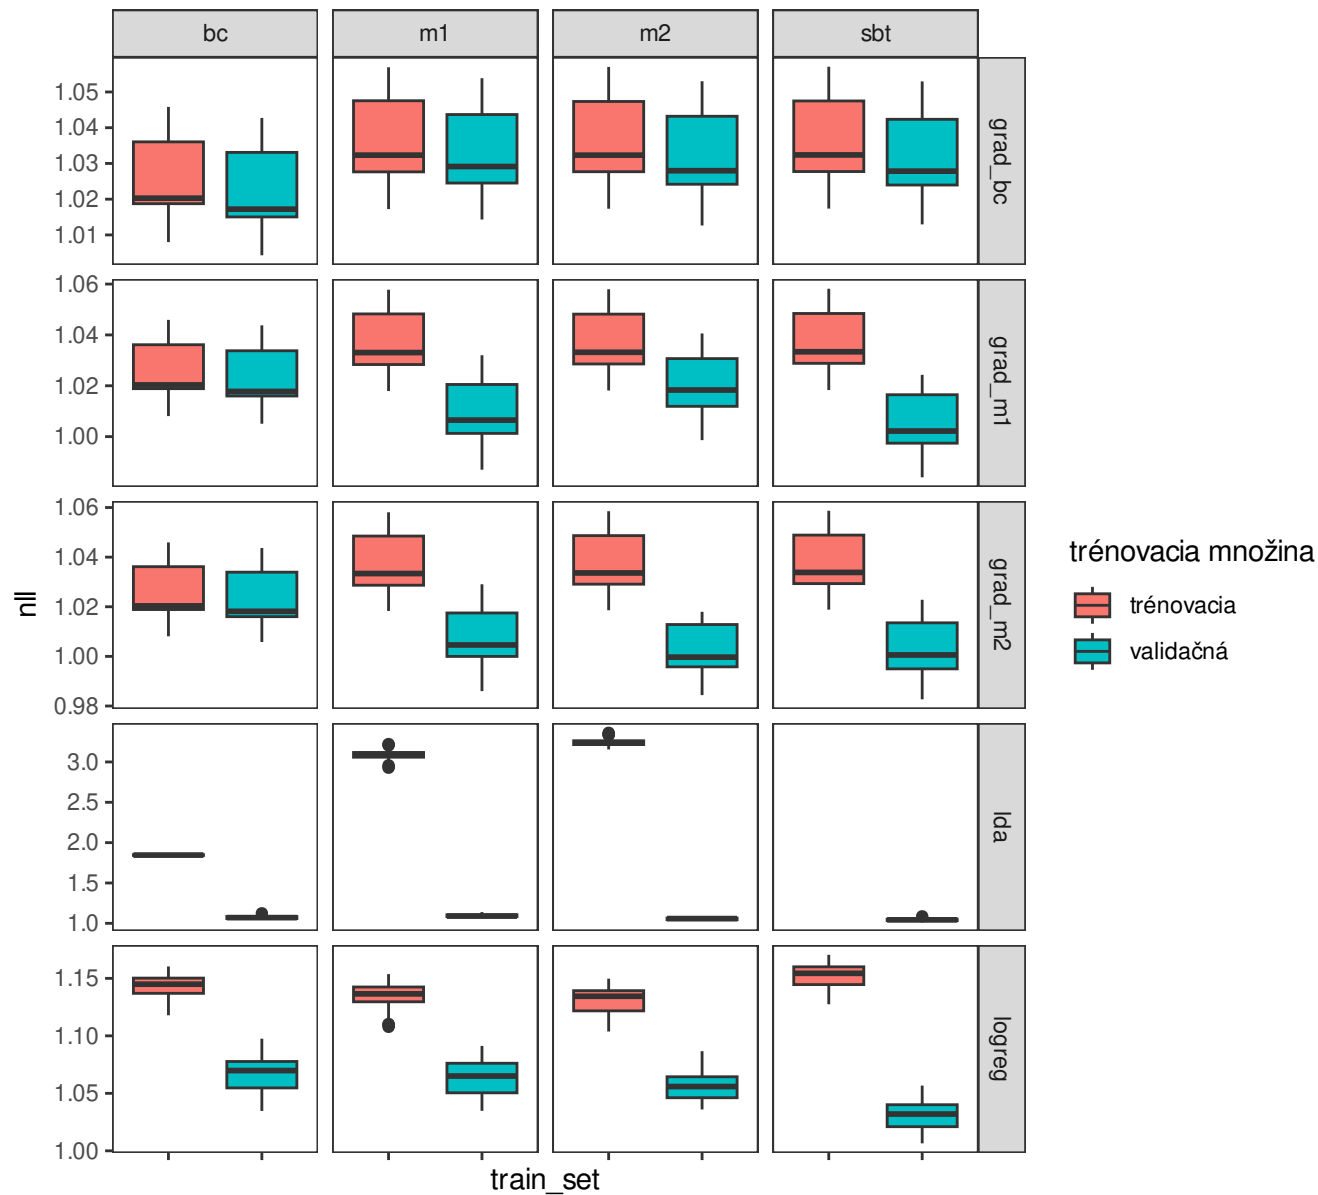 bc
m1
m2
sbt
1.05
1.04
1.03
1.02
1.01
grad_bc
1.06
1.04
1.02
1.00
grad_m1
1.06
1.04
1.02
1.00
0.98
grad_m2
3.0
2.5
2.0
1.5
1.0
lda
1.15
1.10
1.05
1.00
logreg
nll
train_set
trénovacia množina
trénovacia
validačná